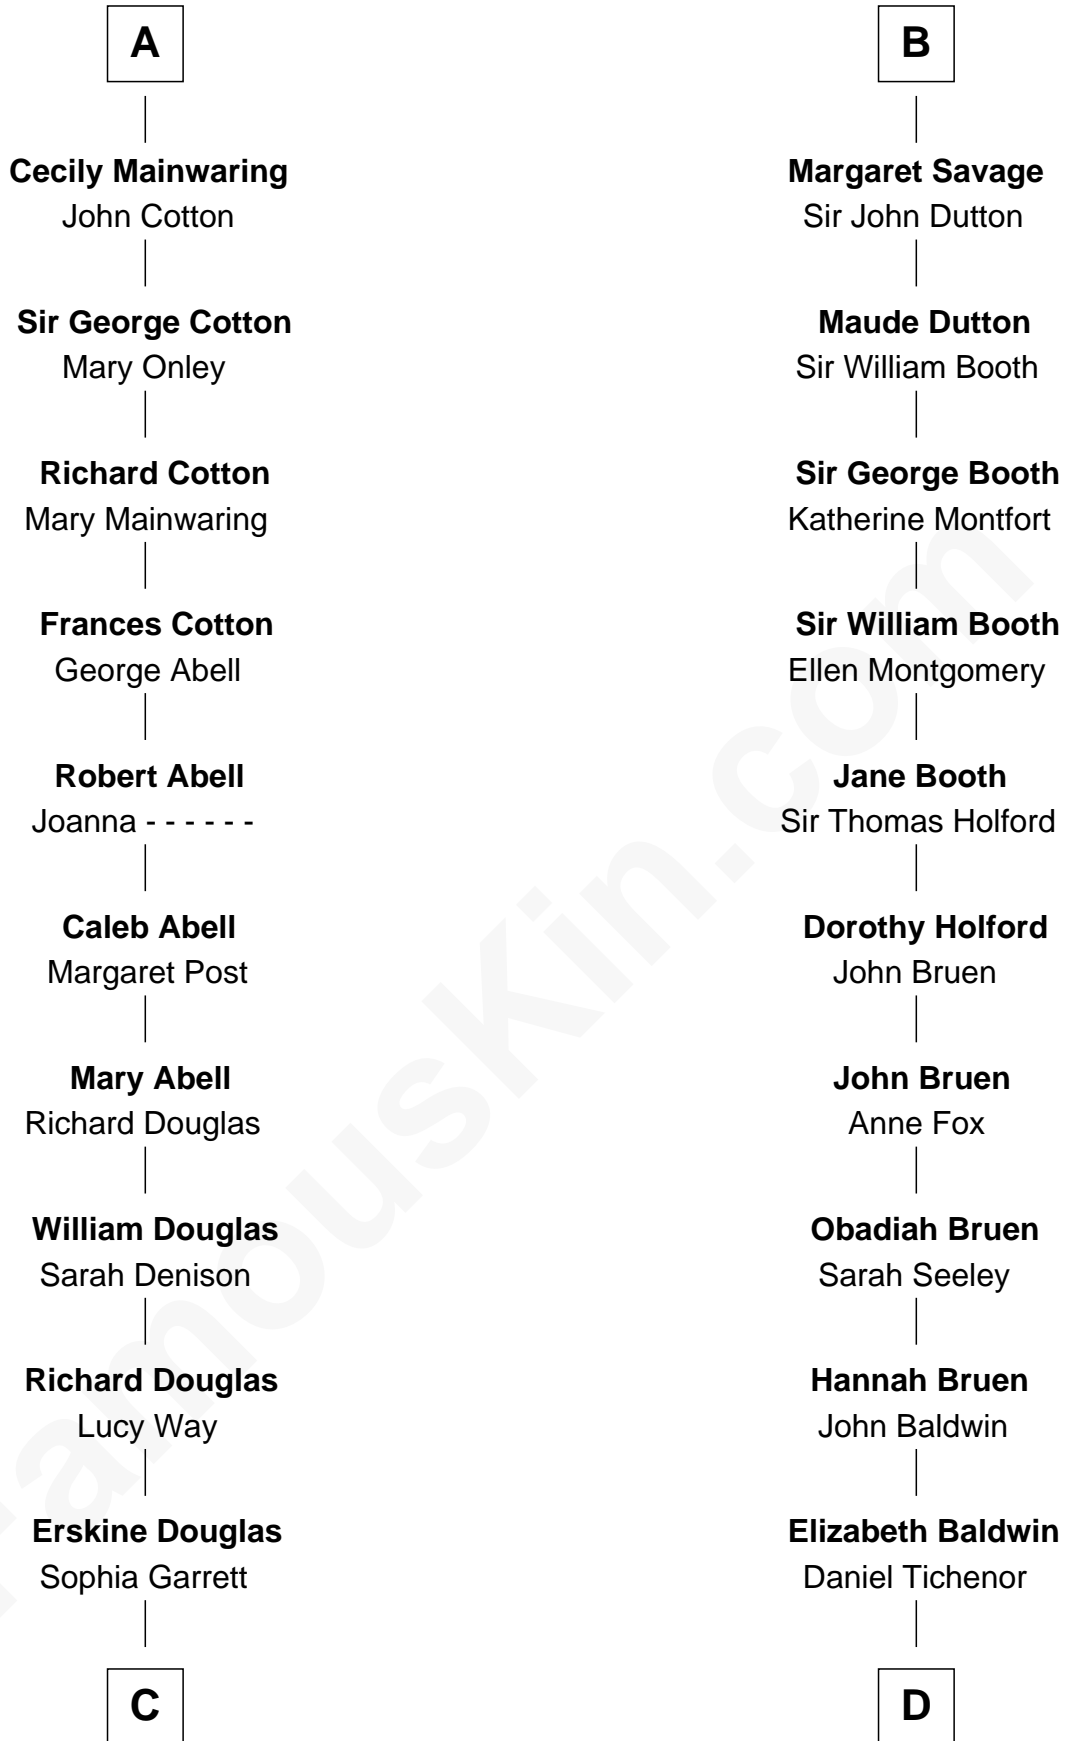 A
Cecily Mainwaring
John Cotton
Sir George Cotton
Mary Onley
Richard Cotton
Mary Mainwaring
Frances Cotton
George Abell
Robert Abell
Joanna - - - - - -
Caleb Abell
Margaret Post
Mary Abell
Richard Douglas
William Douglas
Sarah Denison
Richard Douglas
Lucy Way
Erskine Douglas
Sophia Garrett
C
B
Margaret Savage
Sir John Dutton
Maude Dutton
Sir William Booth
Sir George Booth
Katherine Montfort
Sir William Booth
Ellen Montgomery
Jane Booth
Sir Thomas Holford
Dorothy Holford
John Bruen
John Bruen
Anne Fox
Obadiah Bruen
Sarah Seeley
Hannah Bruen
John Baldwin
Elizabeth Baldwin
Daniel Tichenor
D
FamousKin.com